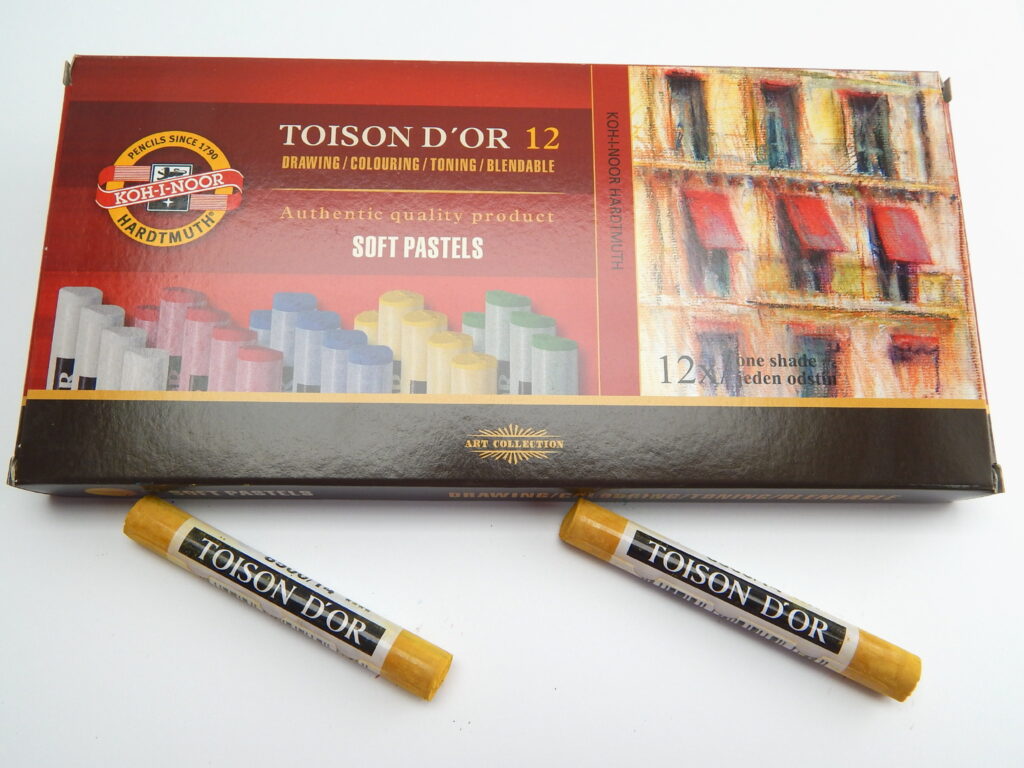 PENCILS SINCE 1790
KOH-I-NOOR
HARDTMUTH®
TOISON D´OR 12
DRAWING / COLOURING / TONING / BLENDABLE
Authentic quality product
SOFT PASTELS
KOH-I-NOOR HARDTMUTH
12x/
one shade
jeden odstín
ART COLLECTION
SOFT PASTELS
DRAWING/COLOURING/TONING/BLENDABLE
TOISON D'OR
TOISON D'OR